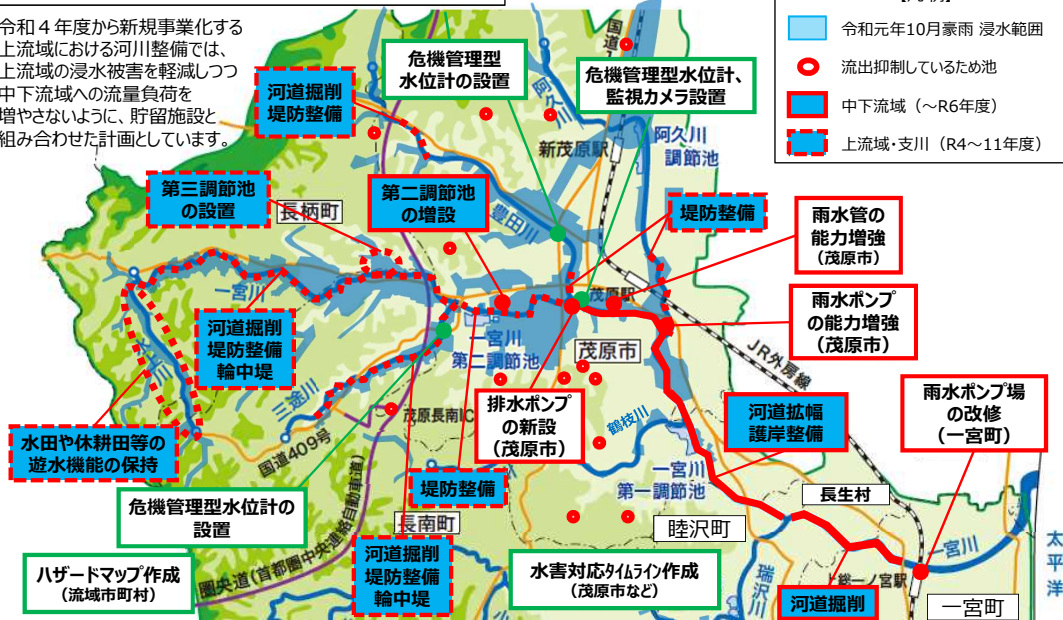 令和４年度から新規事業化する
上流域における河川整備では、
上流域の浸水被害を軽減しつつ
中下流域への流量負荷を
増やさないように、貯留施設と
組み合わせた計画としています。
令和元年10月豪雨 浸水範囲
流出抑制しているため池
中下流域（～R6年度）
上流域・支川（R4～11年度）
危機管理型
水位計の設置
危機管理型水位計、
監視カメラ設置
河道掘削
堤防整備
阿久川
阿久川
調節池
新茂原駅
第三調節池
の設置
長柄町
第二調節池
の増設
豊田川
堤防整備
雨水管の
能力増強
(茂原市)
一宮川
茂原駅
河道掘削
堤防整備
輪中堤
一宮川
第二調節池
茂原市
雨水ポンプ
の能力増強
(茂原市)
JR外房線
三途川
茂原長南IC
国道409号
排水ポンプ
の新設
(茂原市)
鶴枝川
河道拡幅
護岸整備
雨水ポンプ場
の改修
(一宮町)
水田や休耕田等の
遊水機能の保持
堤防整備
一宮川
第一調節池
長生村
危機管理型水位計の
設置
長南町
睦沢町
圏央道(首都圏中央連絡自動車道)
河道掘削
堤防整備
輪中堤
ハザードマップ作成
(流域市町村)
水害対応タイムライン作成
(茂原市など)
瑞沢川
上総一ノ宮駅
一宮川
河道掘削
一宮町
太平洋